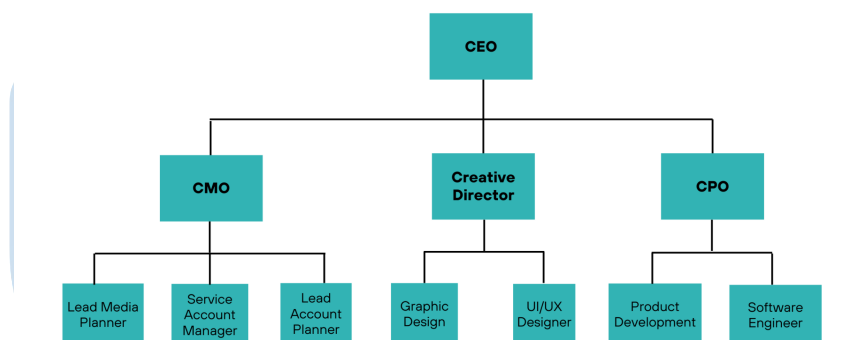 CEO
CMO
Creative
Director
CPO
Lead Media
Planner
Service
Account
Manager
Lead
Account
Planner
Graphic
Design
UI/UX
Designer
Product
Development
Software
Engineer